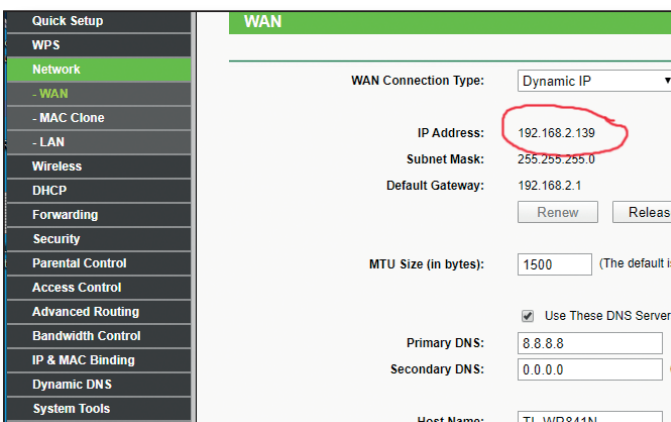 Quick Setup
WPS
Network
- WAN
- MAC Clone
- LAN
Wireless
DHCP
Forwarding
Security
Parental Control
Access Control
Advanced Routing
Bandwidth Control
IP & MAC Binding
Dynamic DNS
System Tools
WAN
WAN Connection Type: Dynamic IP
IP Address: 192.168.2.139
Subnet Mask: 255.255.255.0
Default Gateway: 192.168.2.1
Renew Releas
MTU Size (in bytes): 1500 (The default i
Use These DNS Server
Primary DNS: 8.8.8.8
Secondary DNS: 0.0.0.0
Host Name: TL-WR841N